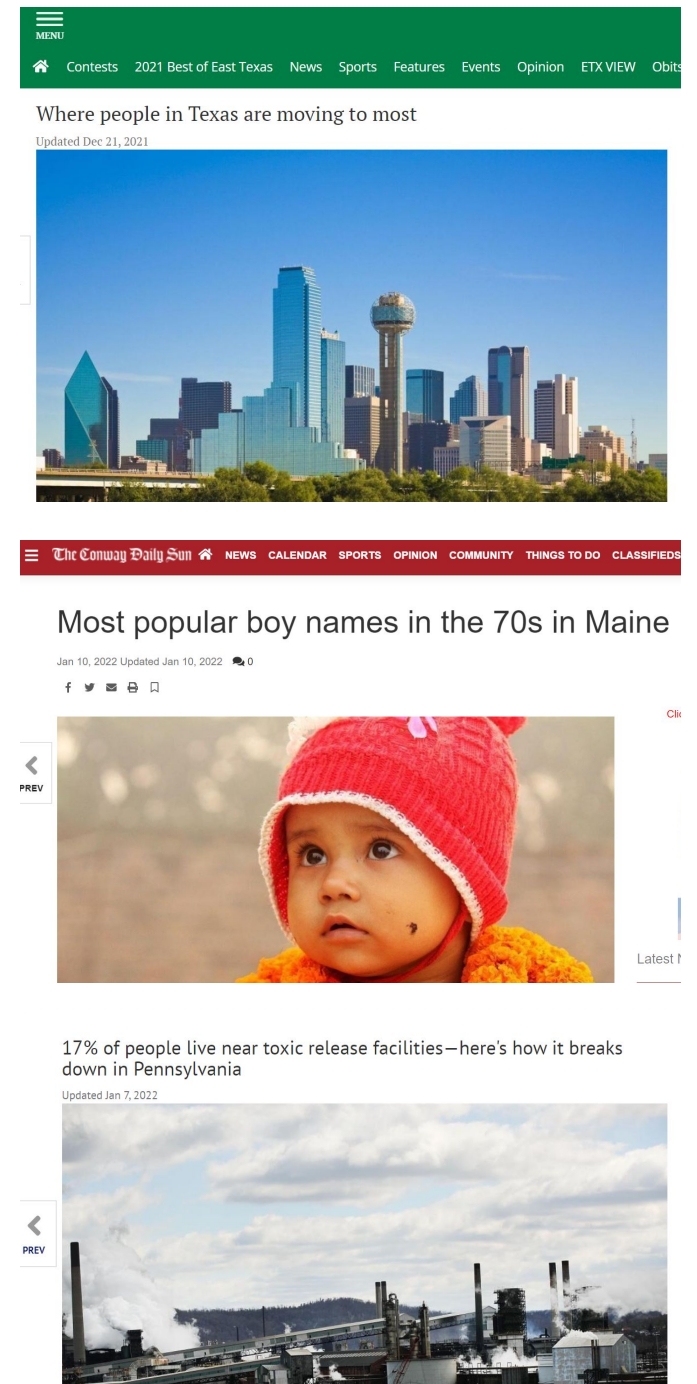 MENU
Contests 2021 Best of East Texas News Sports Features Events Opinion ETX VIEW Obits
Where people in Texas are moving to most
Updated Dec 21, 2021
The Conway Daily Sun NEWS CALENDAR SPORTS OPINION COMMUNITY THINGS TO DO CLASSIFIEDS
Most popular boy names in the 70s in Maine
Jan 10, 2022 Updated Jan 10, 2022 0
PREV
Latest
17% of people live near toxic release facilities—here's how it breaks
down in Pennsylvania
Updated Jan 7, 2022
PREV